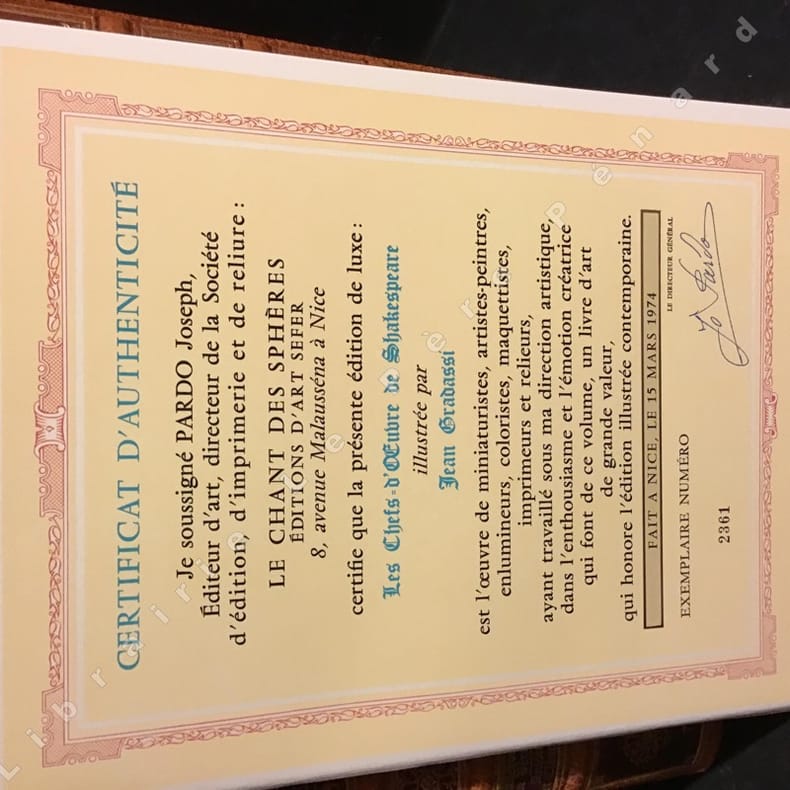 CERTIFICAT D'AUTHENTICITÉ
Je soussigné PARDO Joseph,
Éditeur d'art, directeur de la Société
d'édition, d'imprimerie et de reliure :
LE CHANT DES SPHÈRES
ÉDITIONS D'ART SEFER
8, avenue Malausséna à Nice
certifie que la présente édition de luxe :
Les Chefs-d'Œuvre de Shakespeare
illustrée par
Jean Gradassi
est l'œuvre de miniaturistes, artistes-peintres,
enlumineurs, coloristes, maquettistes,
imprimeurs et relieurs,
ayant travaillé sous ma direction artistique,
dans l'enthousiasme et l'émotion créatrice
qui font de ce volume, un livre d'art
de grande valeur,
qui honore l'édition illustrée contemporaine.
FAIT A NICE, LE 15 MARS 1974
EXEMPLAIRE NUMÉRO
2361
LE DIRECTEUR GÉNÉRAL
Jo Pardo
Librairie de Père Pénard